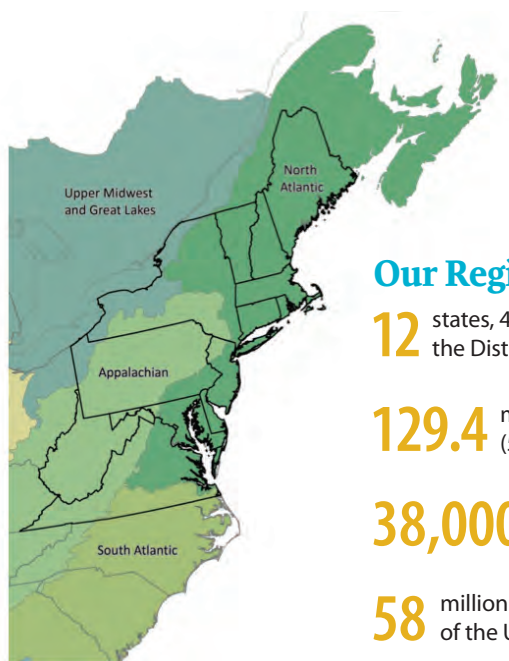 North
Atlantic
Upper Midwest
and Great Lakes
Appalachian
South Atlantic
Our Regi
12 states, 4
the Dist
129.4
(
38,000
58 million
of the U